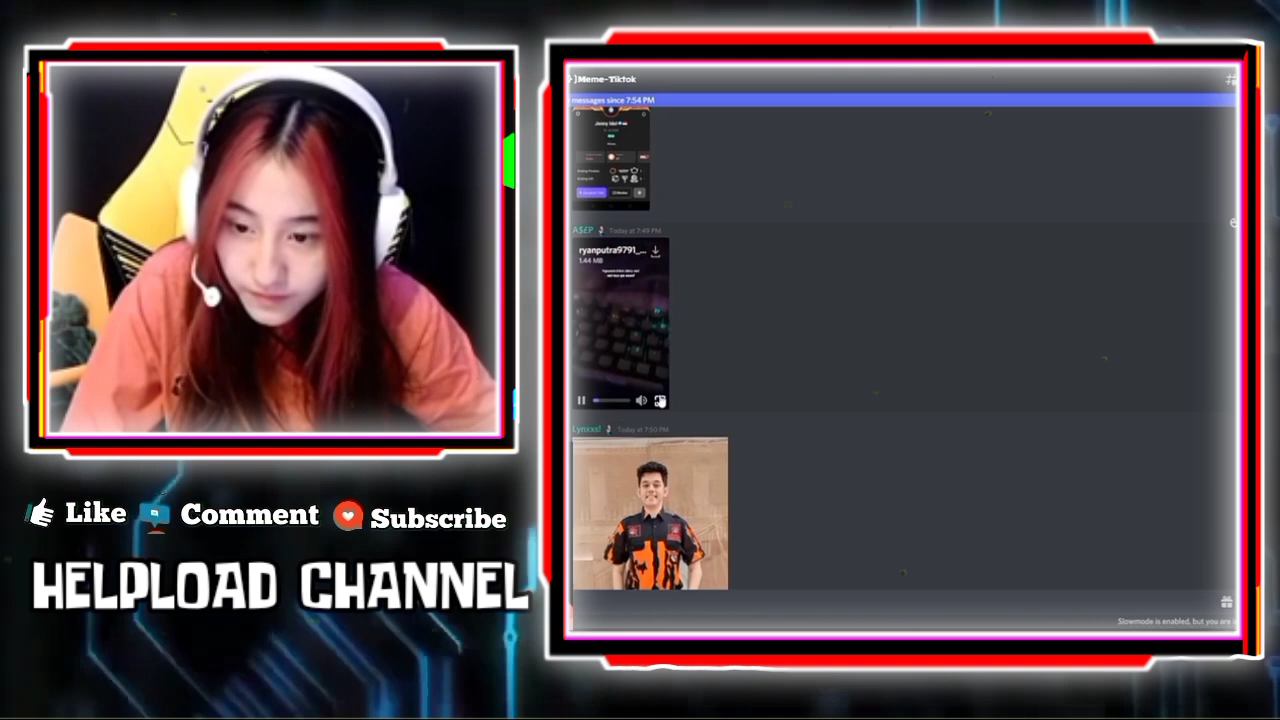 Meme-Tiktok
messages since 7:54 PM
ASEP Today at 7:49 PM
ryanputra9791_...
1.44 MB
Lynxxs! Today at 7:50 PM
Slowmode is enabled, but you are i
Like Comment Subscribe
HELPLOAD CHANNEL